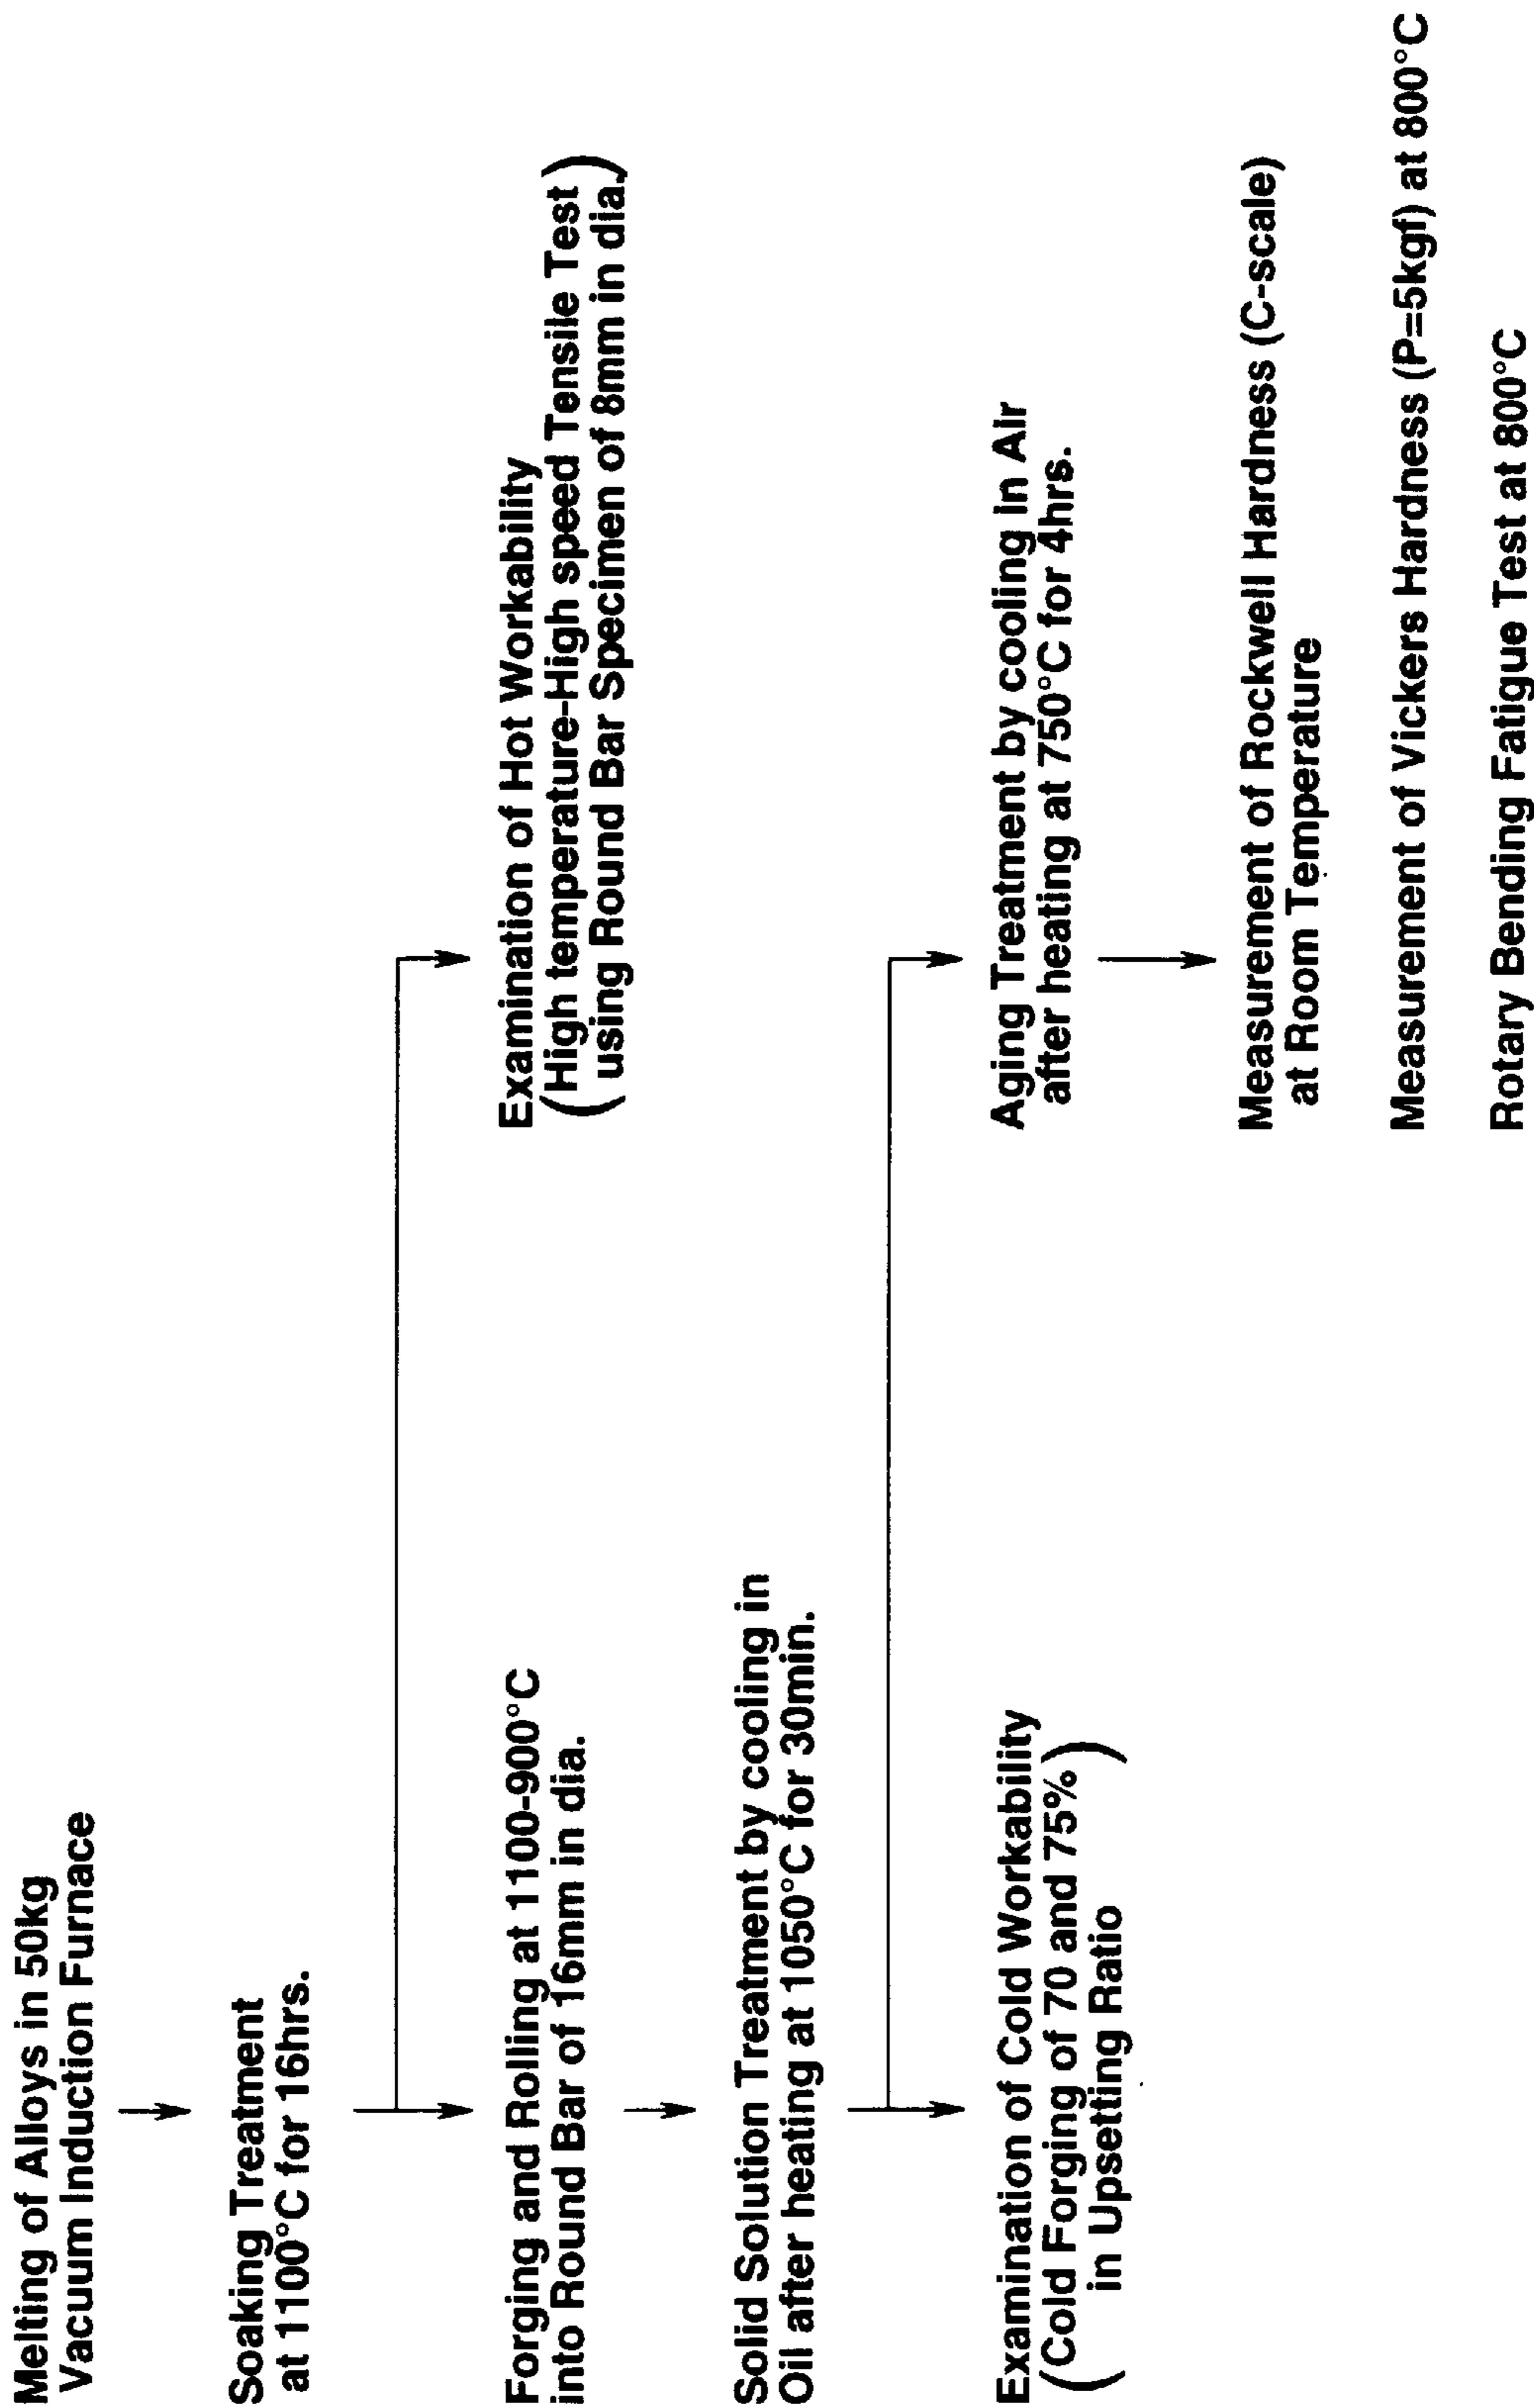 Melting of Alloys in 50kg
Vacuum Induction Furnace
Soaking Treatment
at 1100°C for 16hrs.
Forging and Rolling at 1100-900°C
into Round Bar of 16mm in dia.
Examination of Hot Workability
(High temperature-High speed Tensile Test)
using Round Bar Specimen of 8mm in dia.
Solid Solution Treatment by cooling in
Oil after heating at 1050°C for 30min.
Examination of Cold Workability
(Cold Forging of 70 and 75%)
in Upsetting Ratio
Aging Treatment by cooling in Air
after heating at 750°C for 4hrs.
Measurement of Rockwell Hardness (C-scale)
at Room Temperature
Measurement of Vickers Hardness (P=5kgf) at 800°C
Rotary Bending Fatigue Test at 800°C